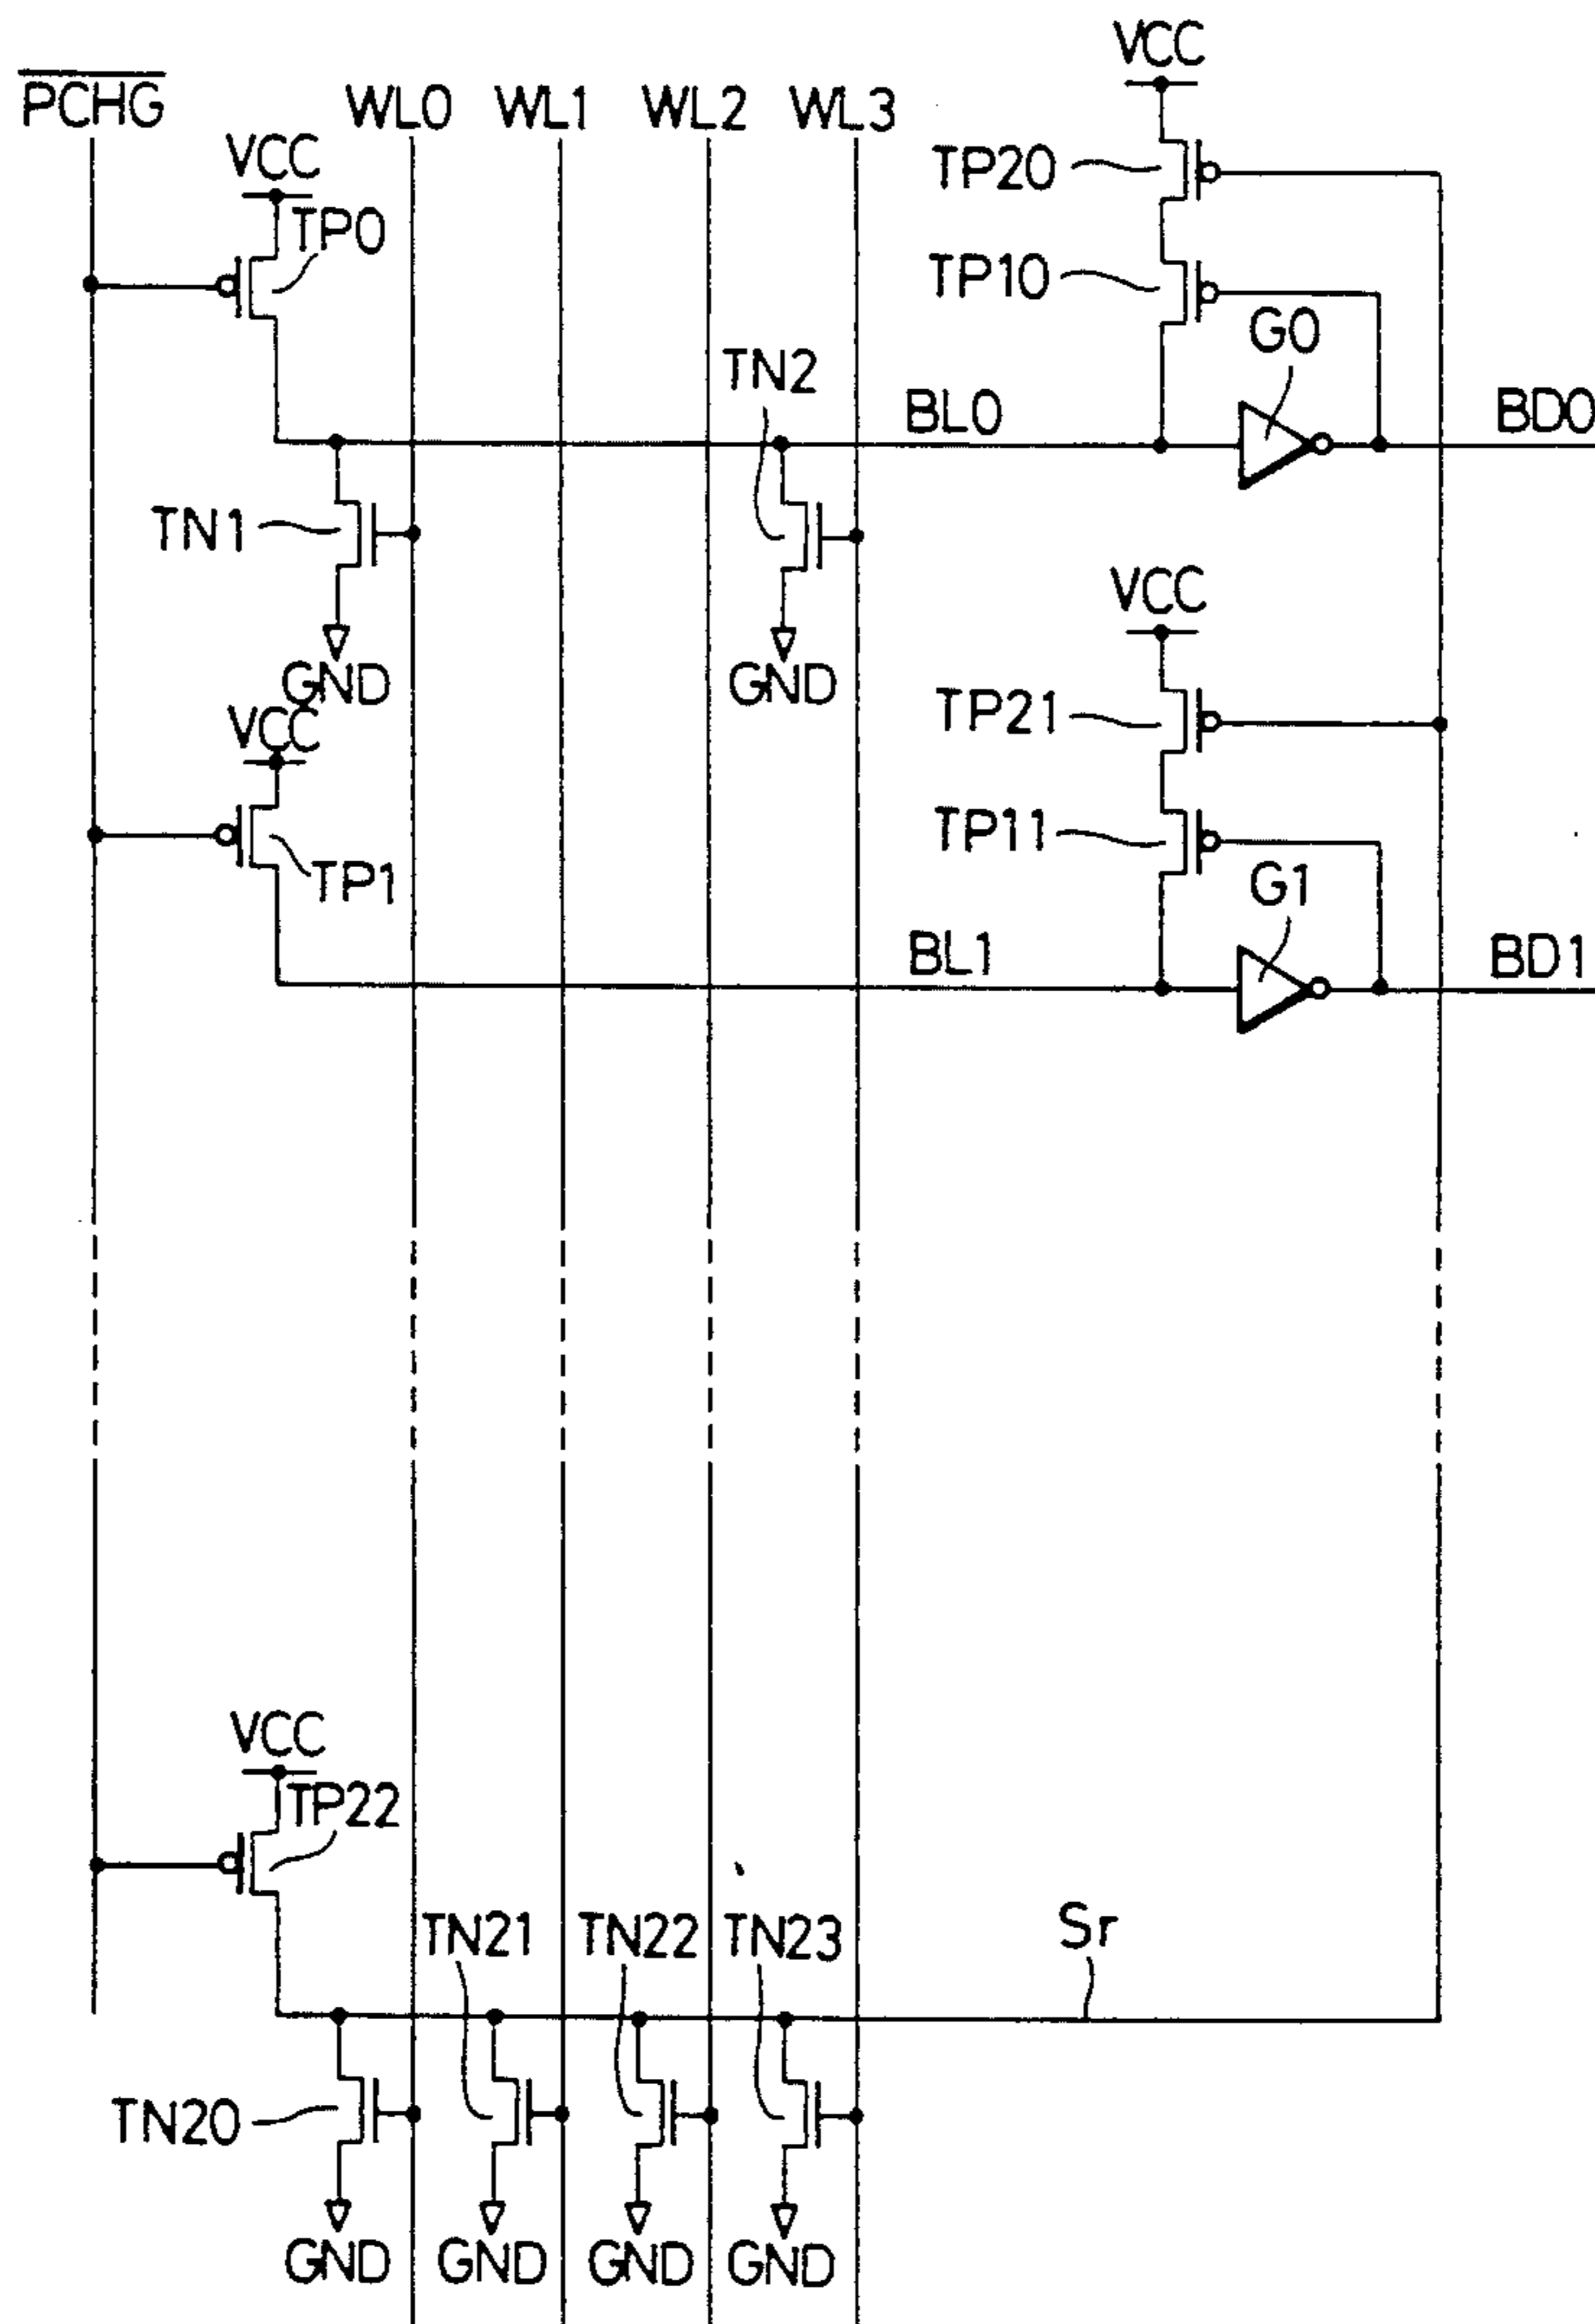 VCC
PCHG WL0 WL1 WL2 WL3
VCC
TP20
TP0
TP10
G0
TN2
BL0 BD0
TN1
VCC
GND GND
TP21
VCC
TP11
TP1 G1
BL1 BD1
VCC
TP22
Sr
TN21 TN22 TN23
TN20
GND GND GND GND